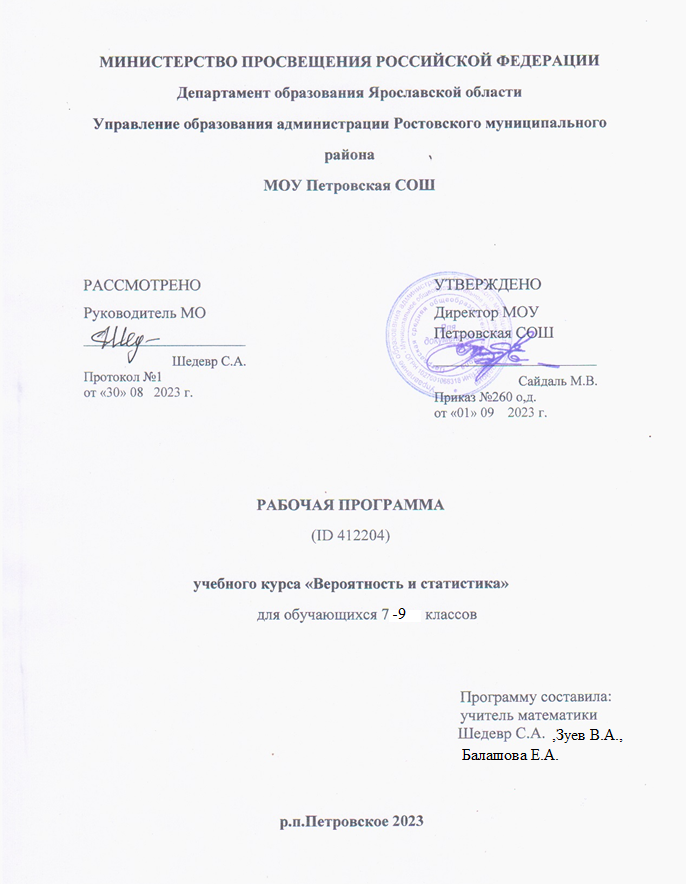 МИНИСТЕРСТВО ПРОСВЕЩЕНИЯ РОССИЙСКОЙ ФЕДЕРАЦИИ
Департамент образования Ярославской области
Управление образования администрации Ростовского муниципального
района
МОУ Петровская СОШ
РАССМОТРЕНО
Руководитель МО
Шедевр С.А.
Протокол №1
от «30» 08 2023 г.
УТВЕРЖДЕНО
Директор МОУ
Петровская СОШ
Сайдаль М.В.
Приказ №260 о,д.
от «01» 09 2023 г.
РАБОЧАЯ ПРОГРАММА
(ID 412204)
учебного курса «Вероятность и статистика»
для обучающихся 7 -9 классов
Программу составила:
учитель математики
Шедевр С.А. ,Зуев В.А.,
Балашова Е.А.
р.п.Петровское 2023